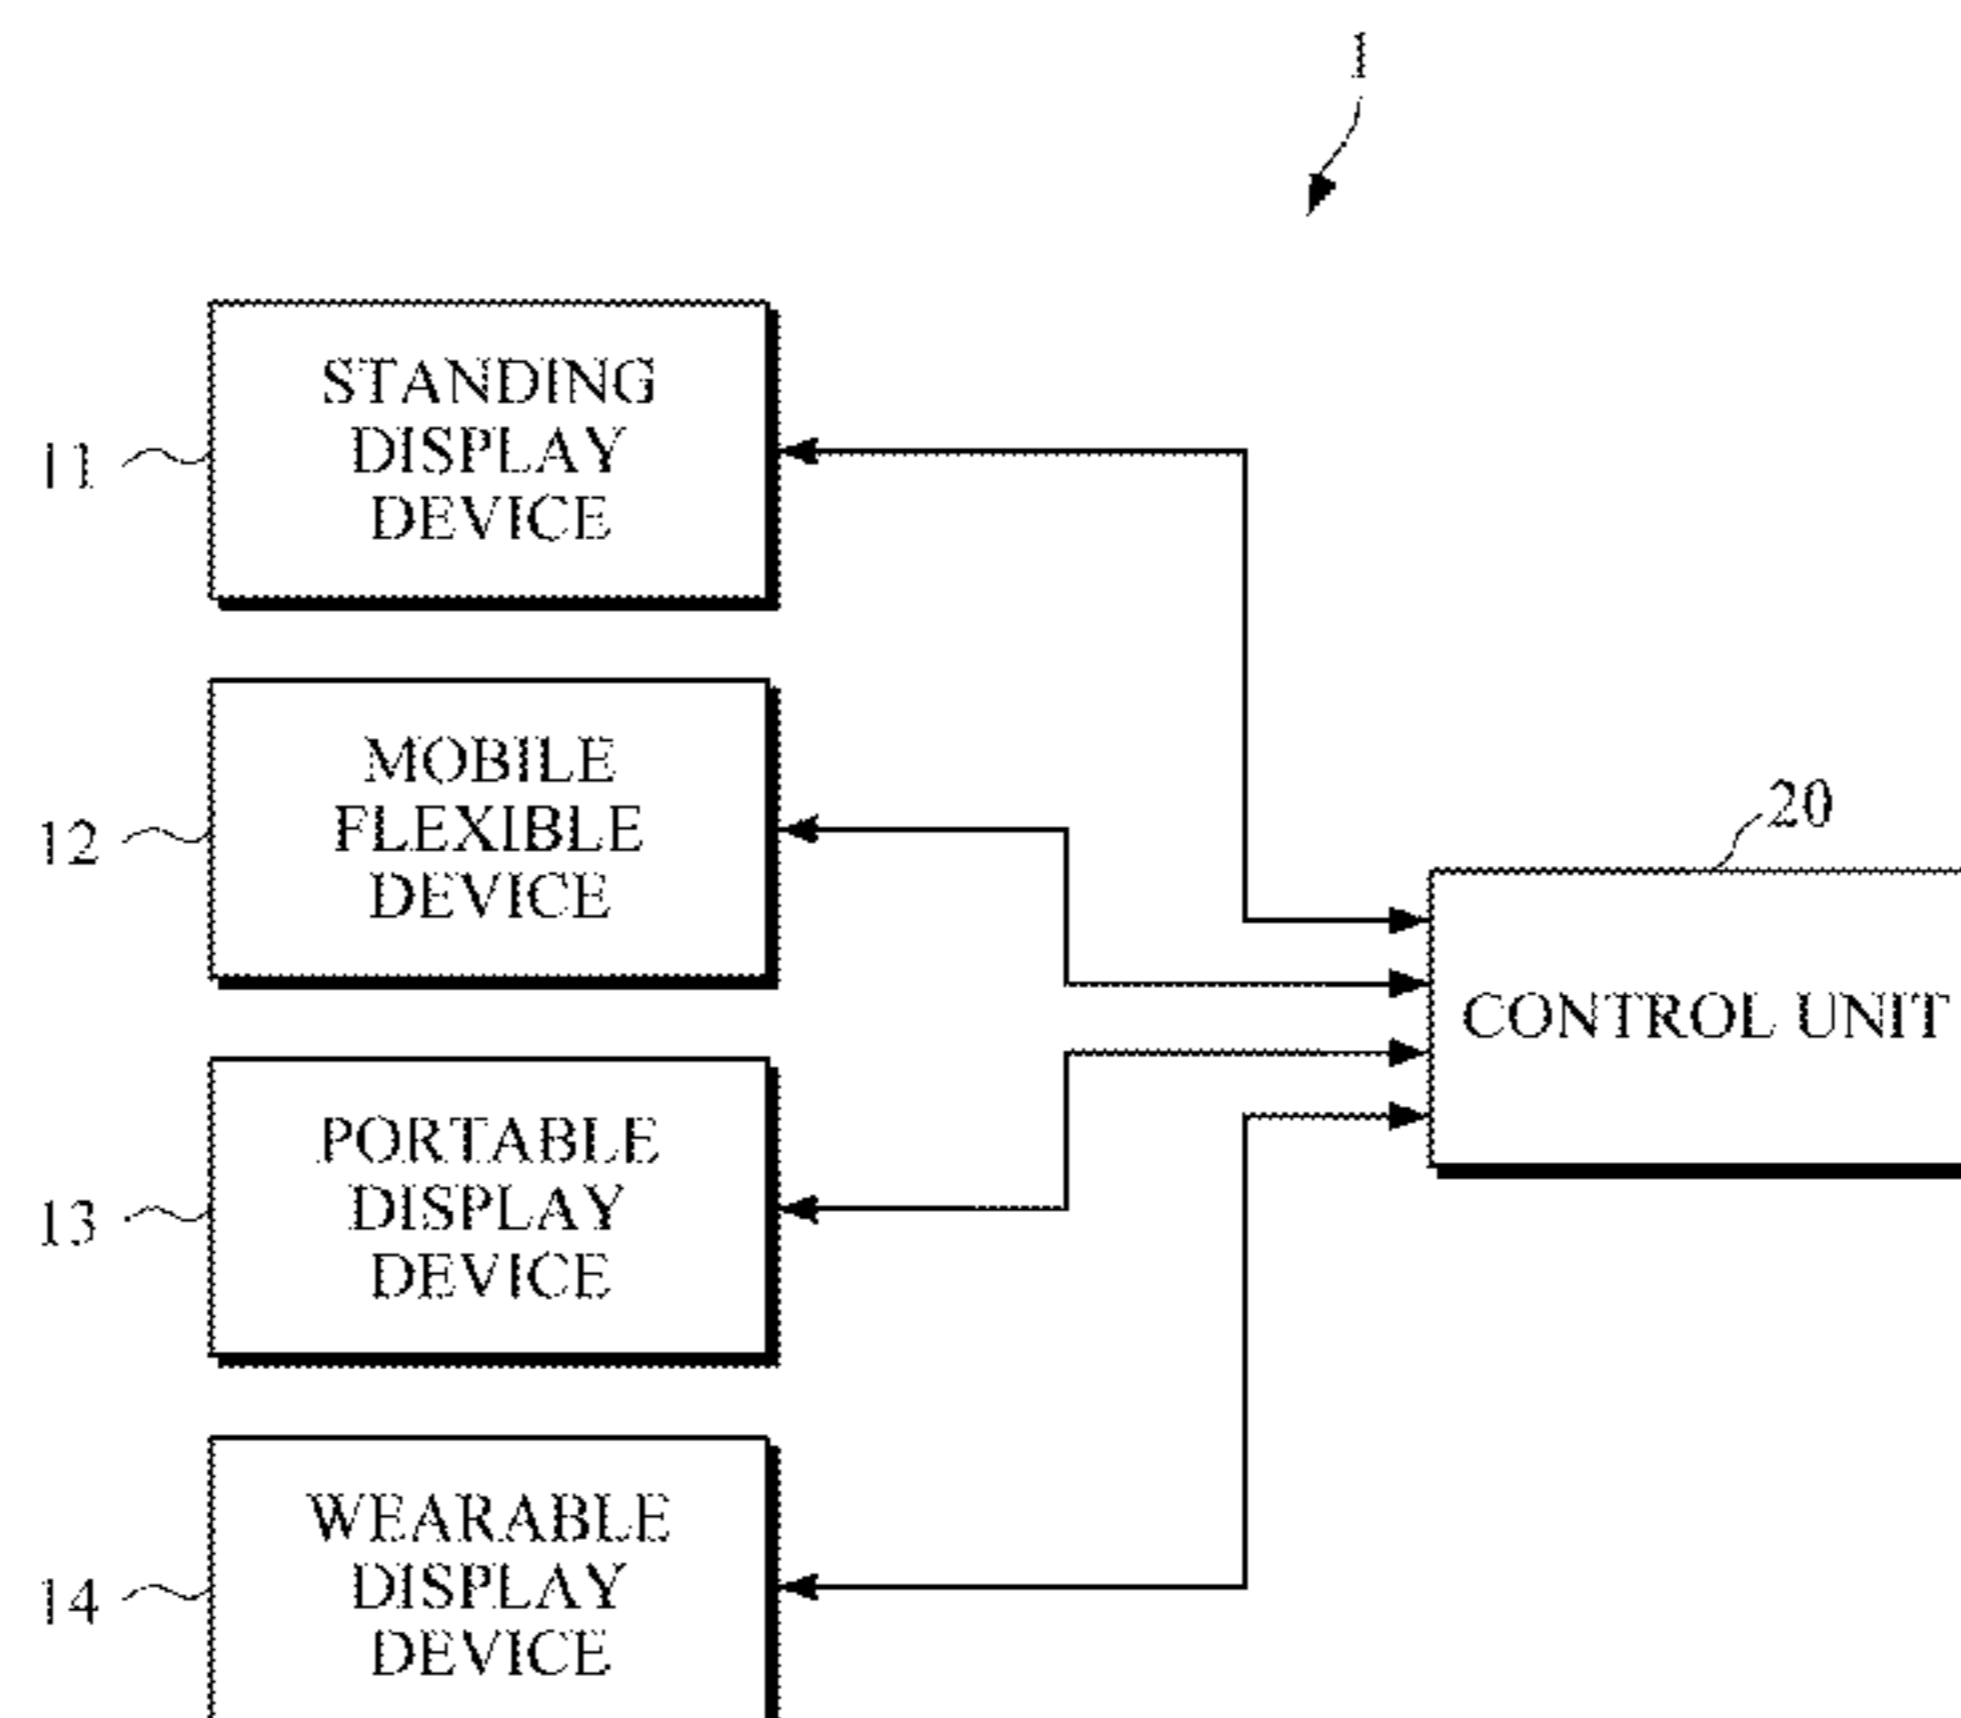 1
11
STANDING
DISPLAY
DEVICE
12
MOBILE
FLEXIBLE
DEVICE
20
CONTROL UNIT
13
PORTABLE
DISPLAY
DEVICE
14
WEARABLE
DISPLAY
DEVICE